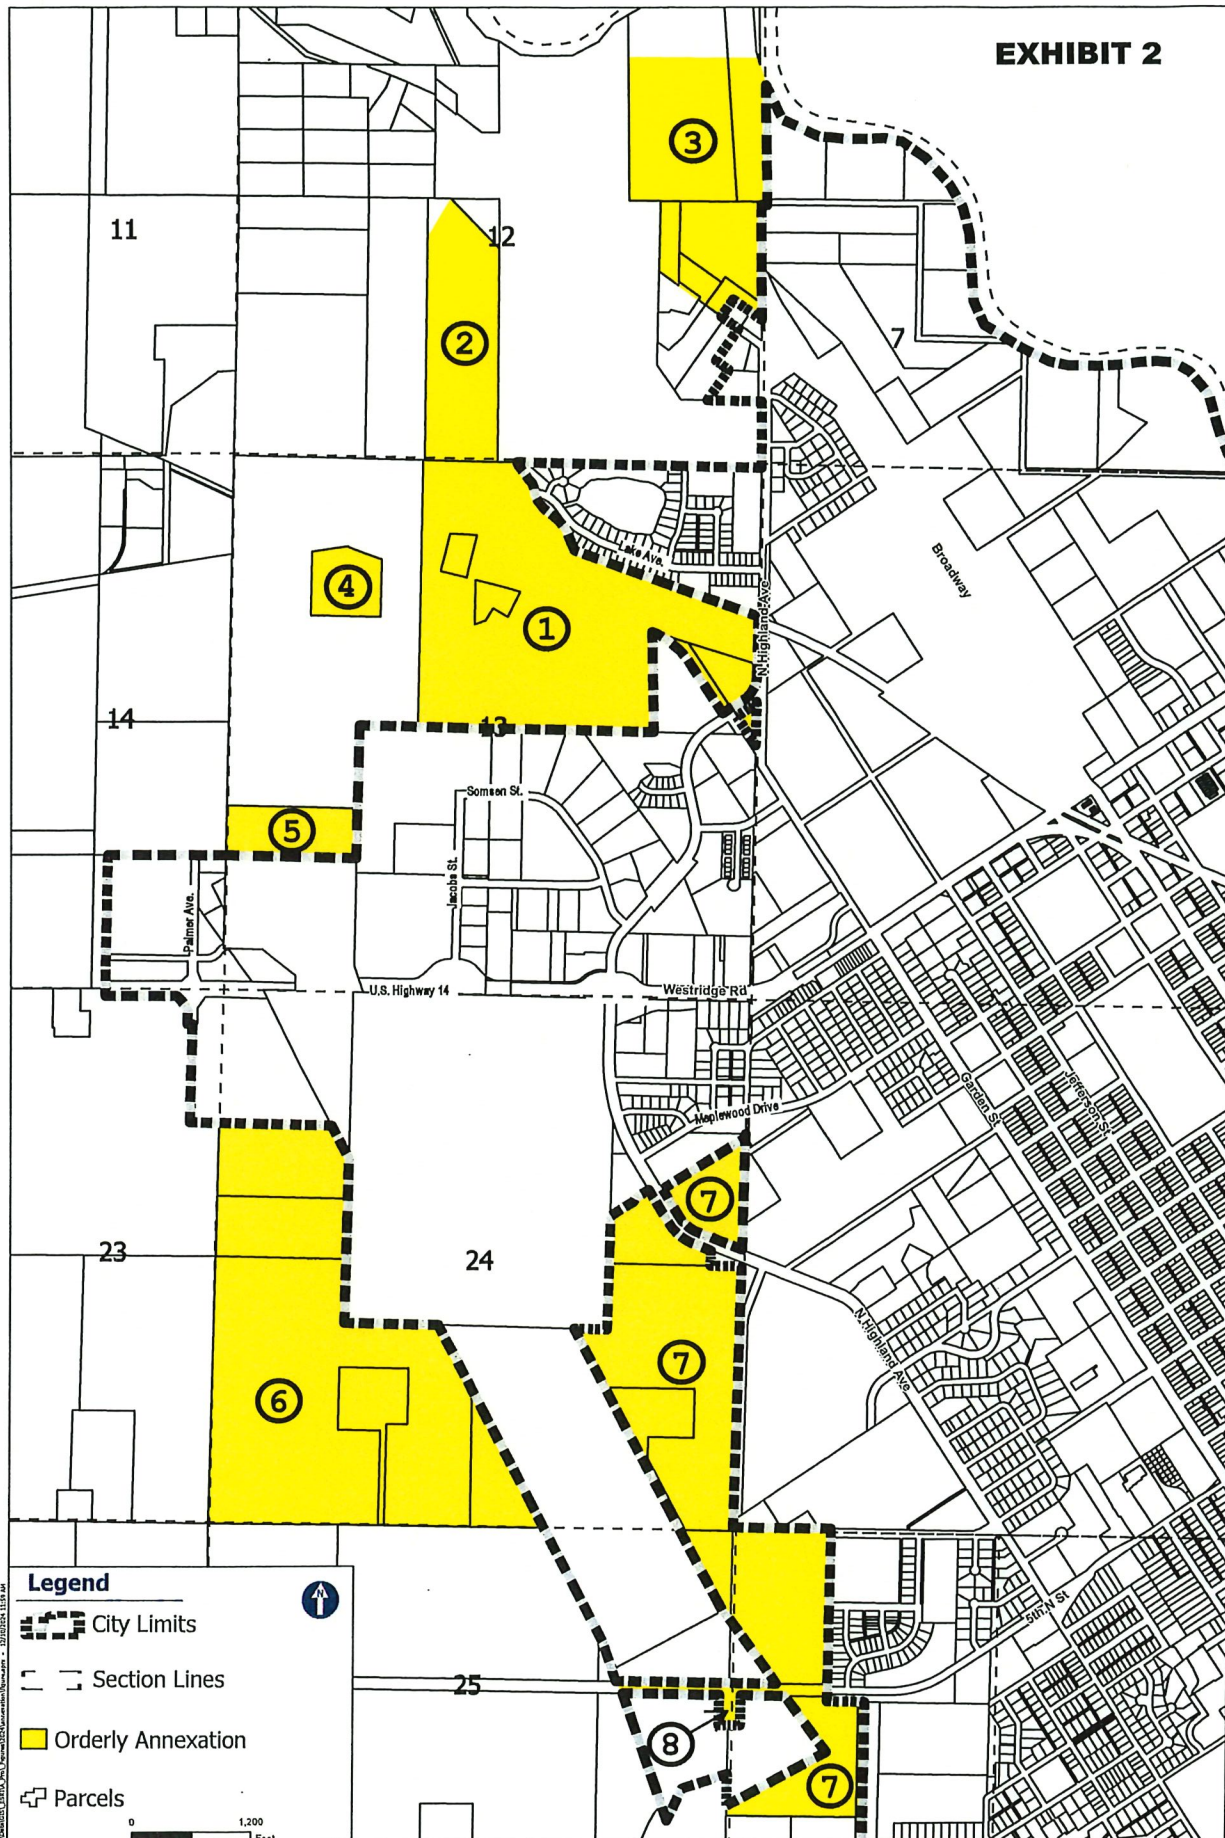 EXHIBIT 2
3
11
12
2
7
Broadway
Lake Ave.
N Highland Ave
4
1
14
13
Somsen St.
5
Jacobs St.
Palmer Ave.
U.S. Highway 14
Westridge Rd
Garden St
Jefferson St.
Maplewood Drive
7
23
24
N Highland Ave
7
6
5th N St
25
8
7
Legend
N
City Limits
Section Lines
Orderly Annexation
Parcels
0 1,200
Feet